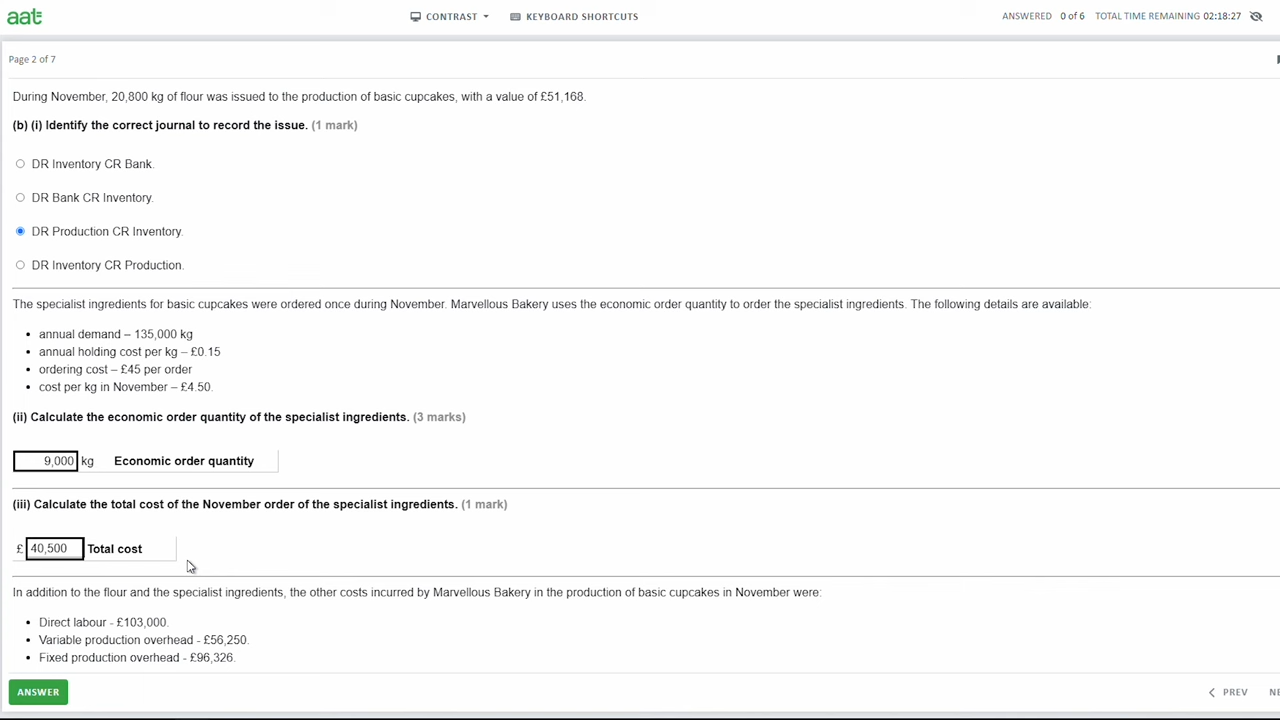 aat
CONTRAST
KEYBOARD SHORTCUTS
ANSWERED 0 of 6 TOTAL TIME REMAINING 02:18:27
Page 2 of 7
During November, 20,800 kg of flour was issued to the production of basic cupcakes, with a value of £51,168.
(b) (i) Identify the correct journal to record the issue. (1 mark)
DR Inventory CR Bank.
DR Bank CR Inventory.
DR Production CR Inventory.
DR Inventory CR Production.
The specialist ingredients for basic cupcakes were ordered once during November. Marvellous Bakery uses the economic order quantity to order the specialist ingredients. The following details are available:
• annual demand – 135,000 kg
• annual holding cost per kg – £0.15
• ordering cost – £45 per order
• cost per kg in November – £4.50.
(ii) Calculate the economic order quantity of the specialist ingredients. (3 marks)
9,000 kg Economic order quantity
(iii) Calculate the total cost of the November order of the specialist ingredients. (1 mark)
£ 40,500 Total cost
In addition to the flour and the specialist ingredients, the other costs incurred by Marvellous Bakery in the production of basic cupcakes in November were:
• Direct labour - £103,000.
• Variable production overhead - £56,250.
• Fixed production overhead - £96,326.
ANSWER
PREV
NE